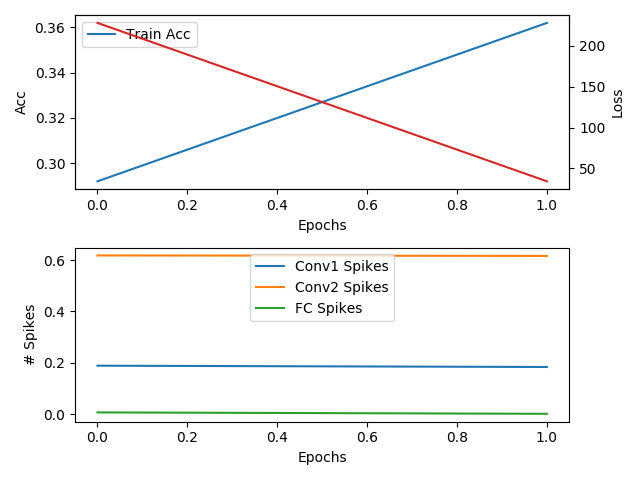 0.36
0.34
0.32
0.30
Acc
Train Acc
200
150
100
50
Loss
0.0 0.2 0.4 0.6 0.8 1.0
Epochs
0.6
0.4
0.2
0.0
# Spikes
Conv1 Spikes
Conv2 Spikes
FC Spikes
0.0 0.2 0.4 0.6 0.8 1.0
Epochs